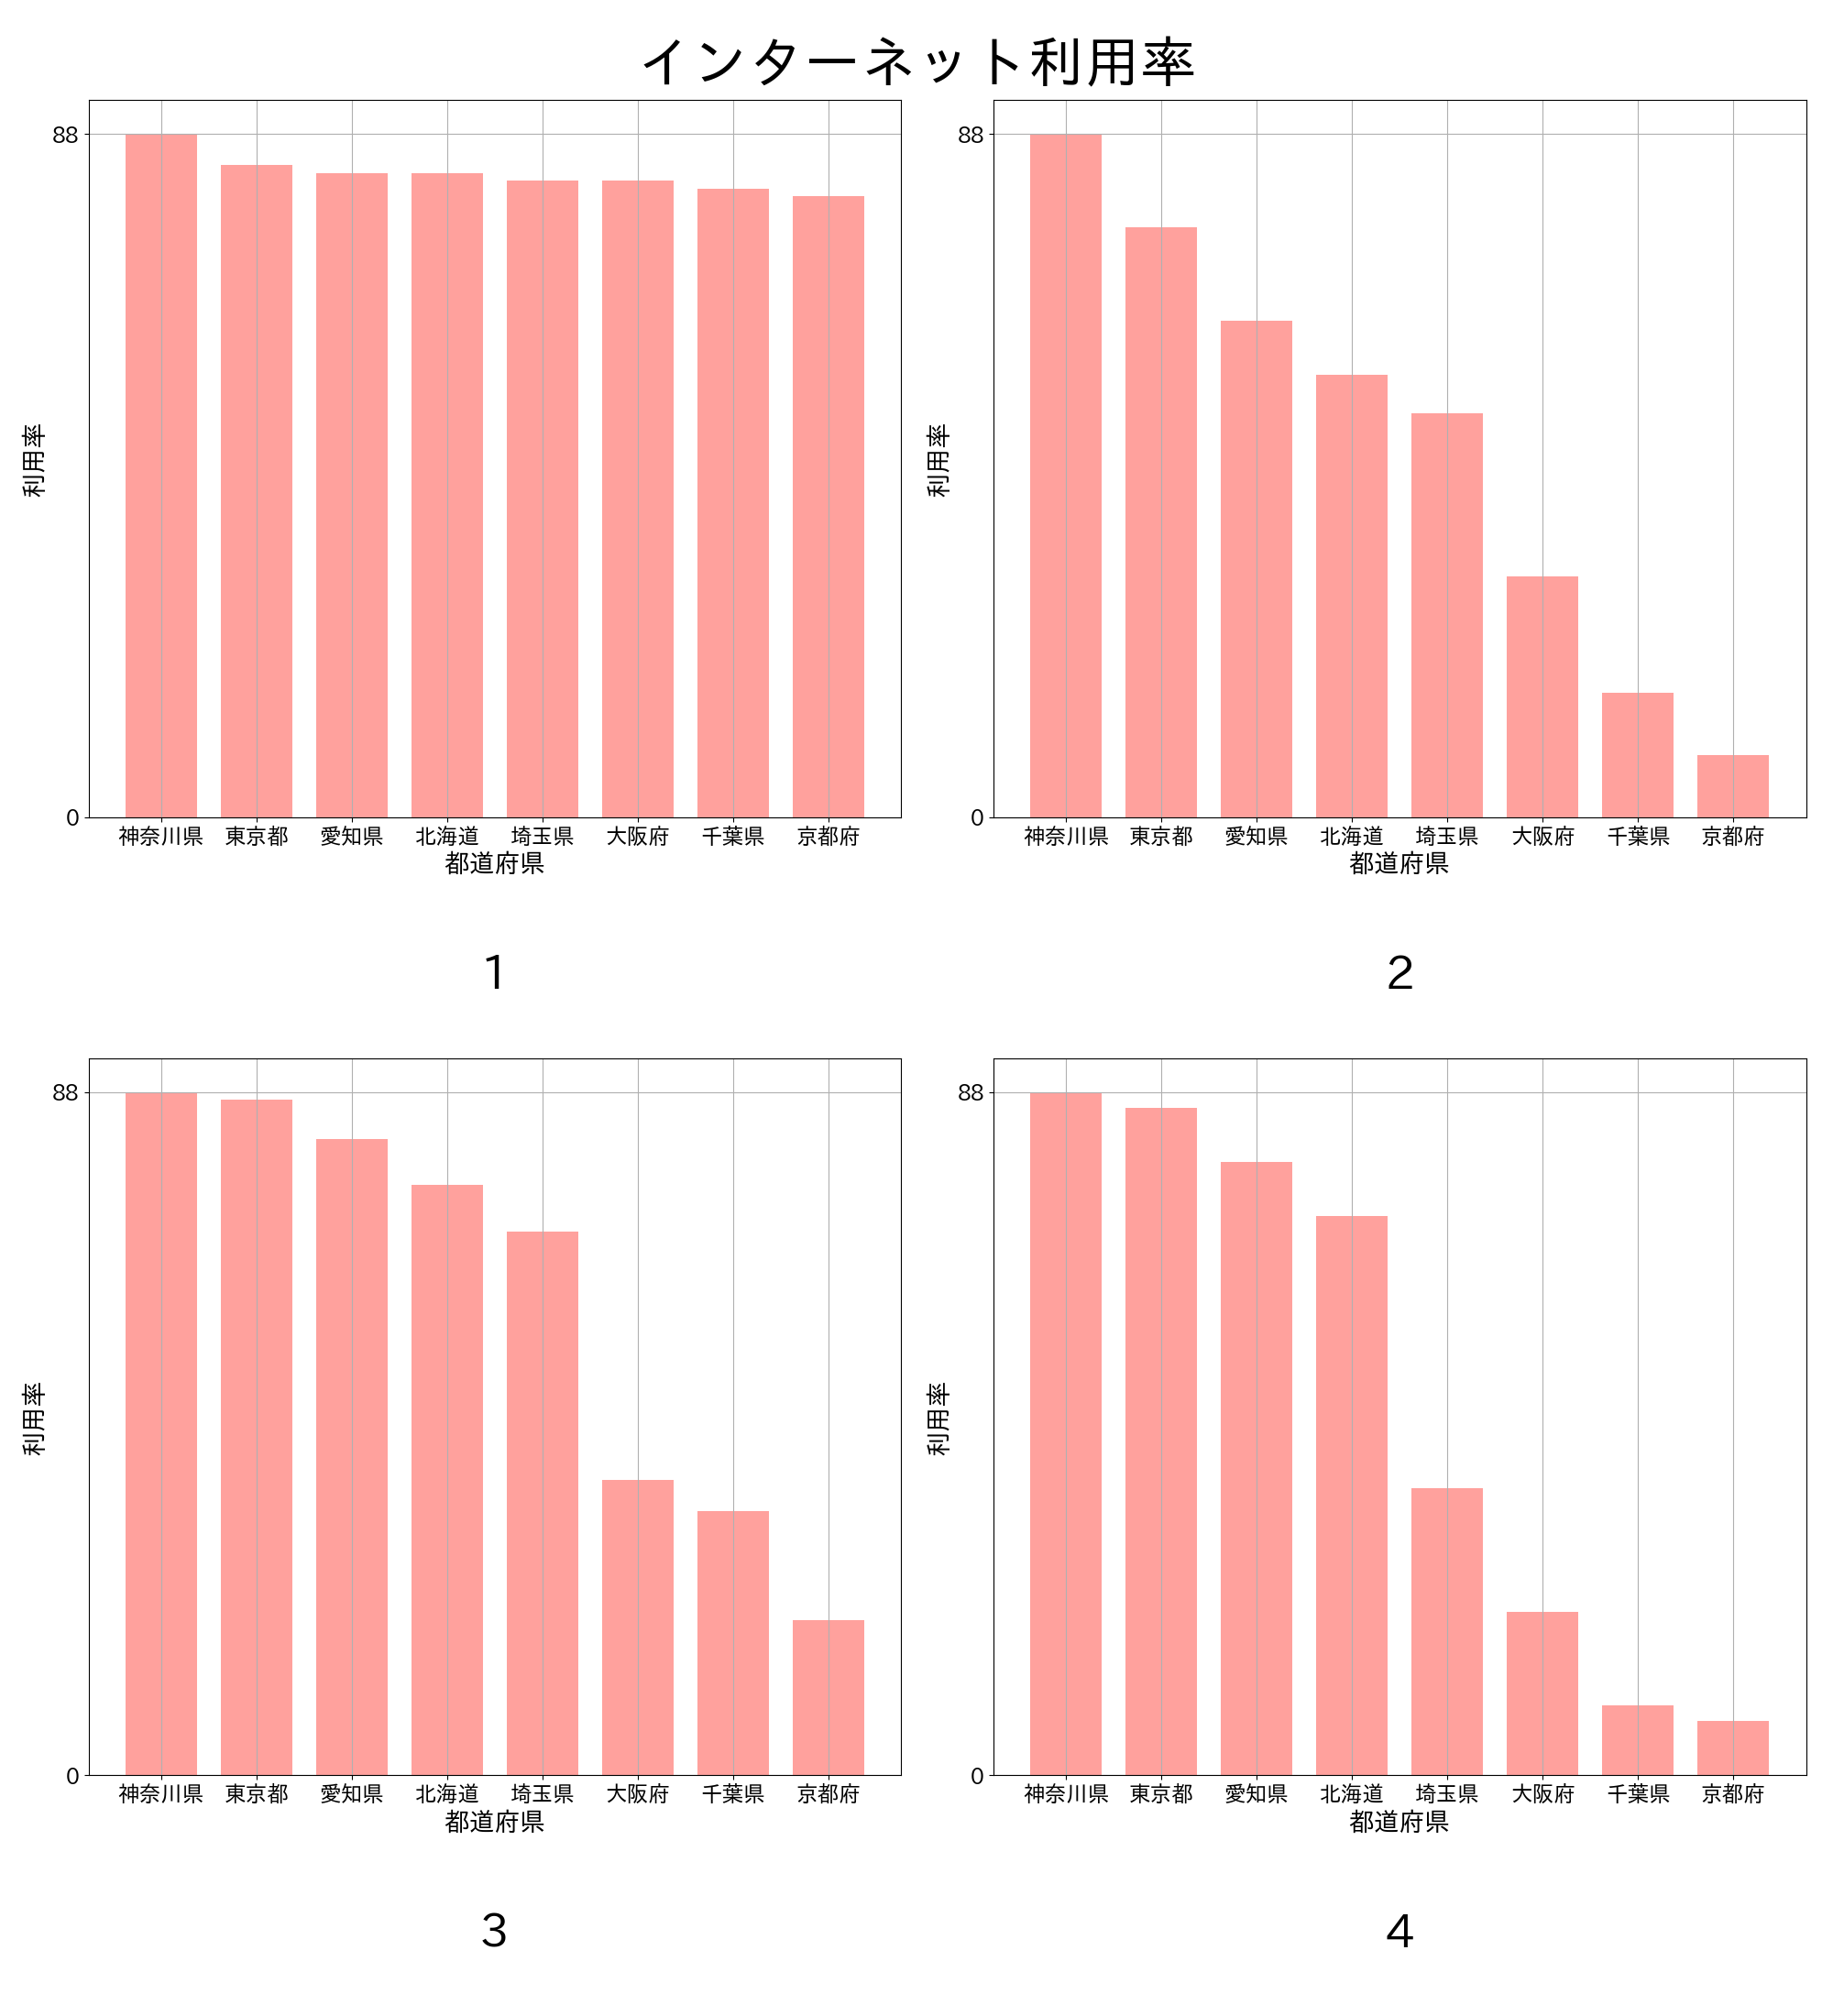 インターネット利用率
88
0
利用率
神奈川県 東京都 愛知県 北海道 埼玉県 大阪府 千葉県 京都府
都道府県
1
88
0
利用率
神奈川県 東京都 愛知県 北海道 埼玉県 大阪府 千葉県 京都府
都道府県
2
88
0
利用率
神奈川県 東京都 愛知県 北海道 埼玉県 大阪府 千葉県 京都府
都道府県
3
88
0
利用率
神奈川県 東京都 愛知県 北海道 埼玉県 大阪府 千葉県 京都府
都道府県
4